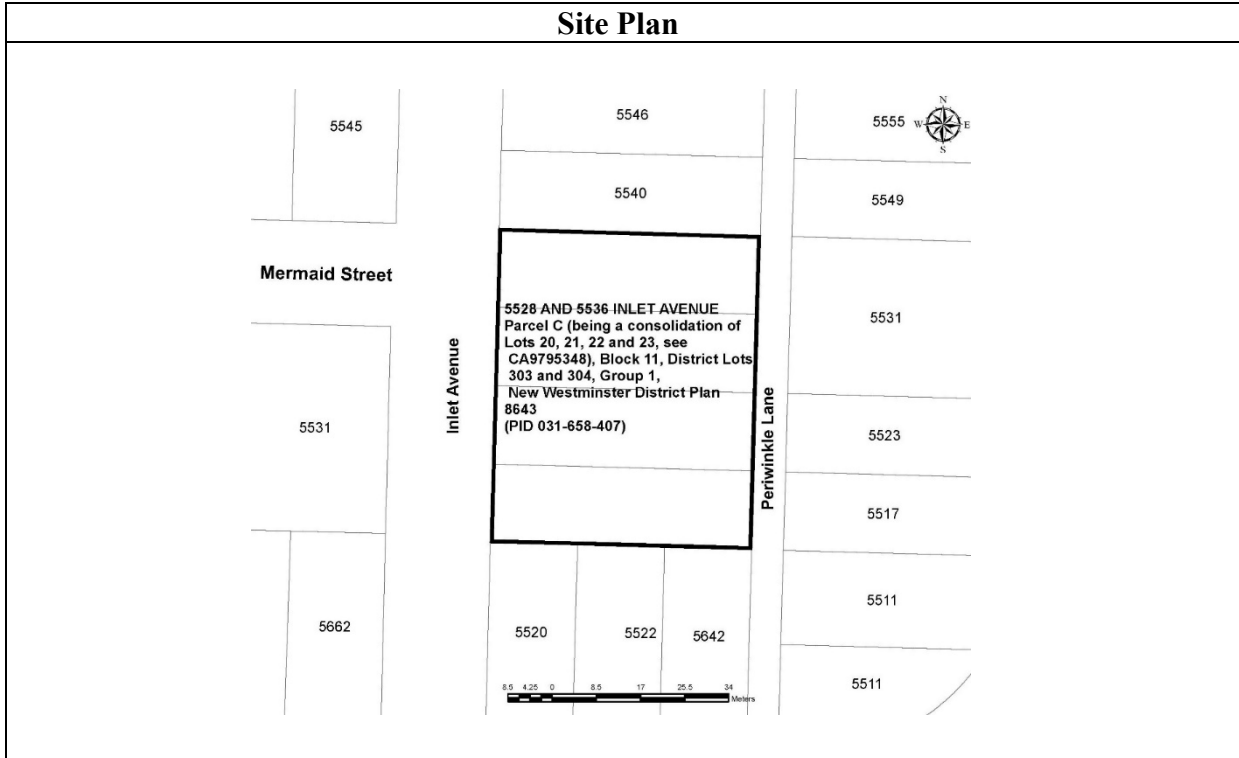 Site Plan
5545
5546
5555
N
W E
S
5540
5549
Mermaid Street
5528 AND 5536 INLET AVENUE
Parcel C (being a consolidation of
Lots 20, 21, 22 and 23, see
CA9795348), Block 11, District Lots
303 and 304, Group 1,
New Westminster District Plan
8643
(PID 031-658-407)
5531
Inlet Avenue
Periwinkle Lane
5531
5523
5517
5511
5662
5520
5522
5642
5511
8.5 4.25 0 8.5 17 25.5 34
Meters